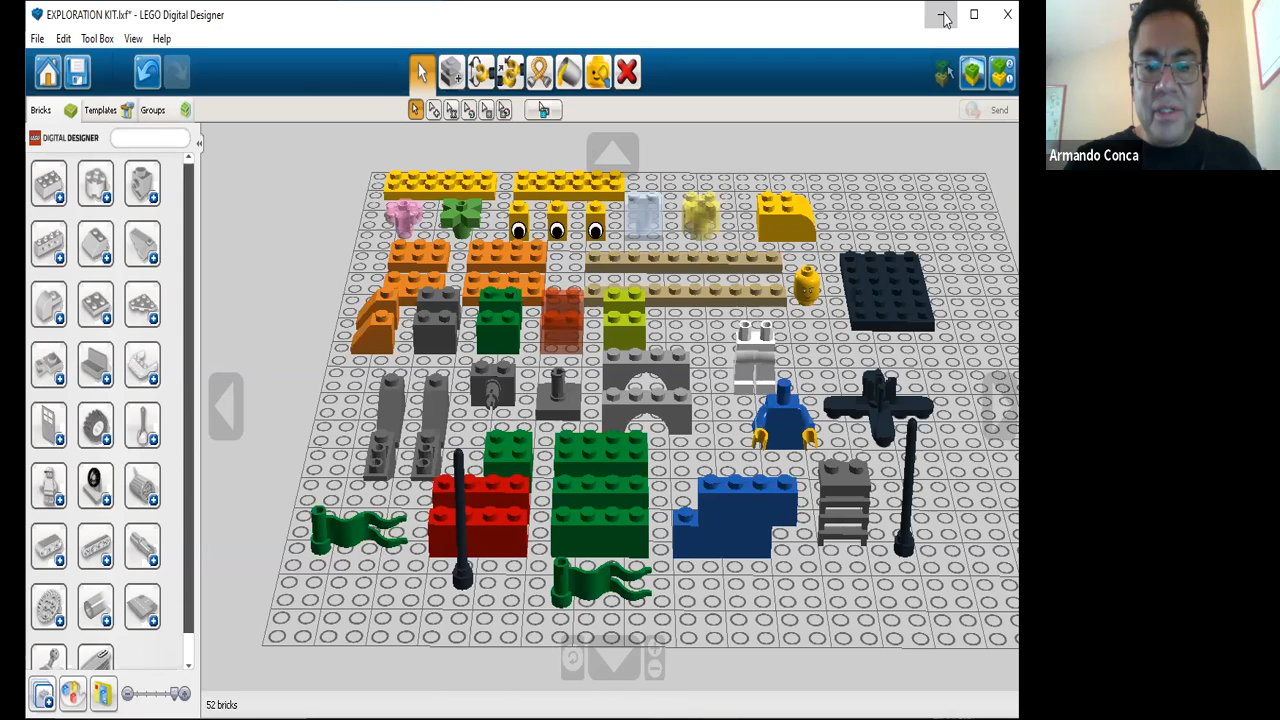 EXPLORATION KIT.lxf* - LEGO Digital Designer
File Edit Tool Box View Help
Bricks Templates* Groups
Send
LEGO DIGITAL DESIGNER
Armando Conca
52 bricks